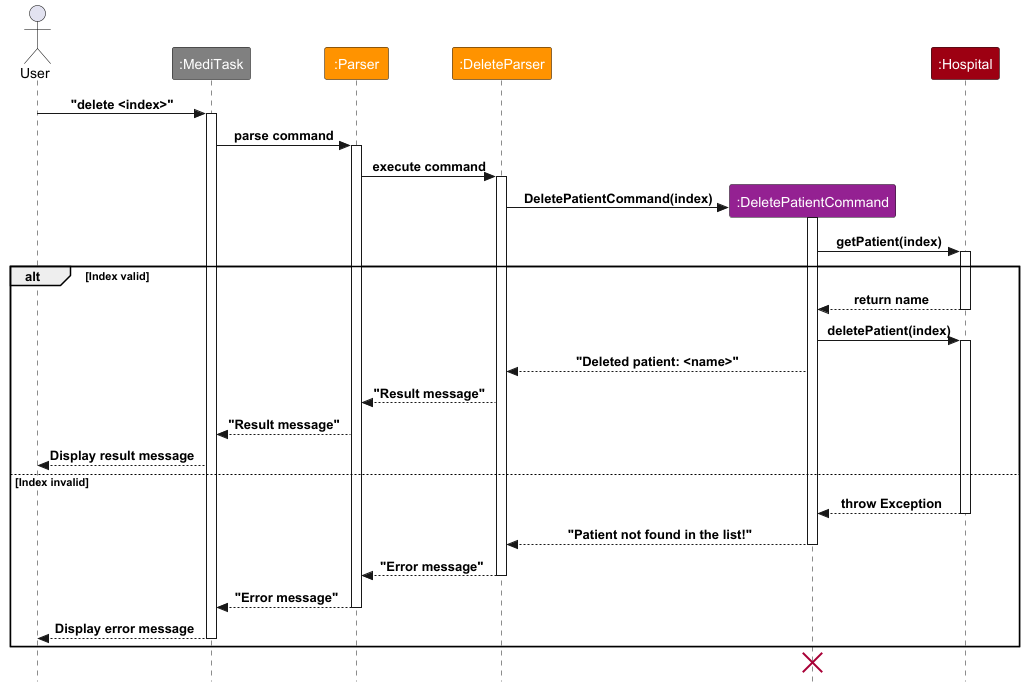 User
:MediTask
:Parser
:DeleteParser
:Hospital
"delete <index>"
parse command
execute command
DeletePatientCommand(index)
:DeletePatientCommand
getPatient(index)
alt
[Index valid]
return name
deletePatient(index)
"Deleted patient: <name>"
"Result message"
"Result message"
Display result message
[Index invalid]
throw Exception
"Patient not found in the list!"
"Error message"
"Error message"
Display error message